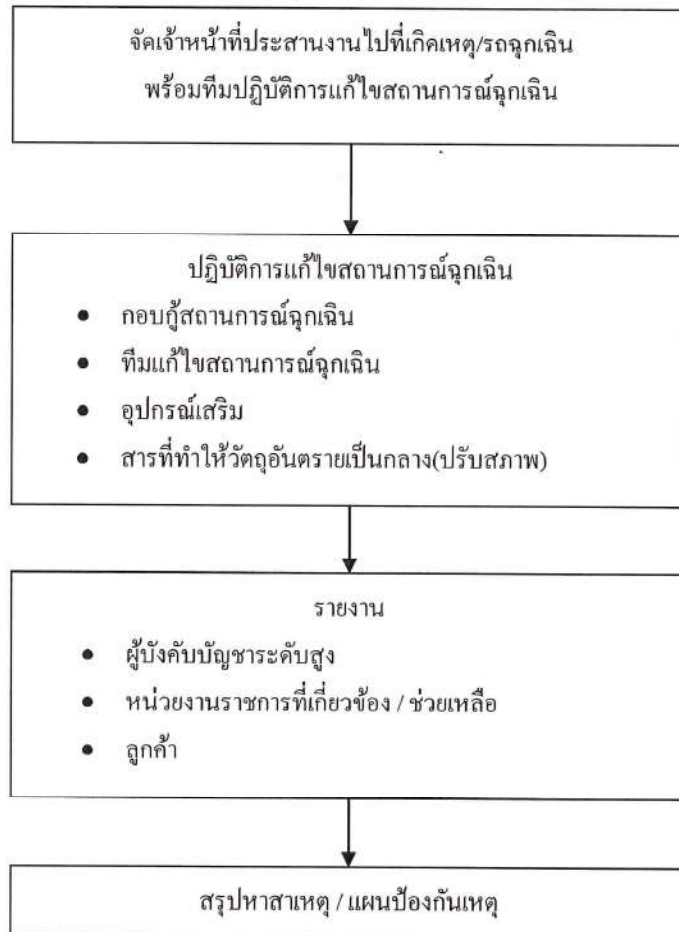 จัดเจ้าหน้าที่ประสานงานไปที่เกิดเหตุ/รถฉุกเฉิน
พร้อมทีมปฏิบัติการแก้ไขสถานการณ์ฉุกเฉิน
ปฏิบัติการแก้ไขสถานการณ์ฉุกเฉิน
• กอบกู้สถานการณ์ฉุกเฉิน
• ทีมแก้ไขสถานการณ์ฉุกเฉิน
• อุปกรณ์เสริม
• สารที่ทำให้วัตถุอันตรายเป็นกลาง(ปรับสภาพ)
รายงาน
• ผู้บังคับบัญชาระดับสูง
• หน่วยงานราชการที่เกี่ยวข้อง / ช่วยเหลือ
• ลูกค้า
สรุปหาสาเหตุ / แผนป้องกันเหตุ